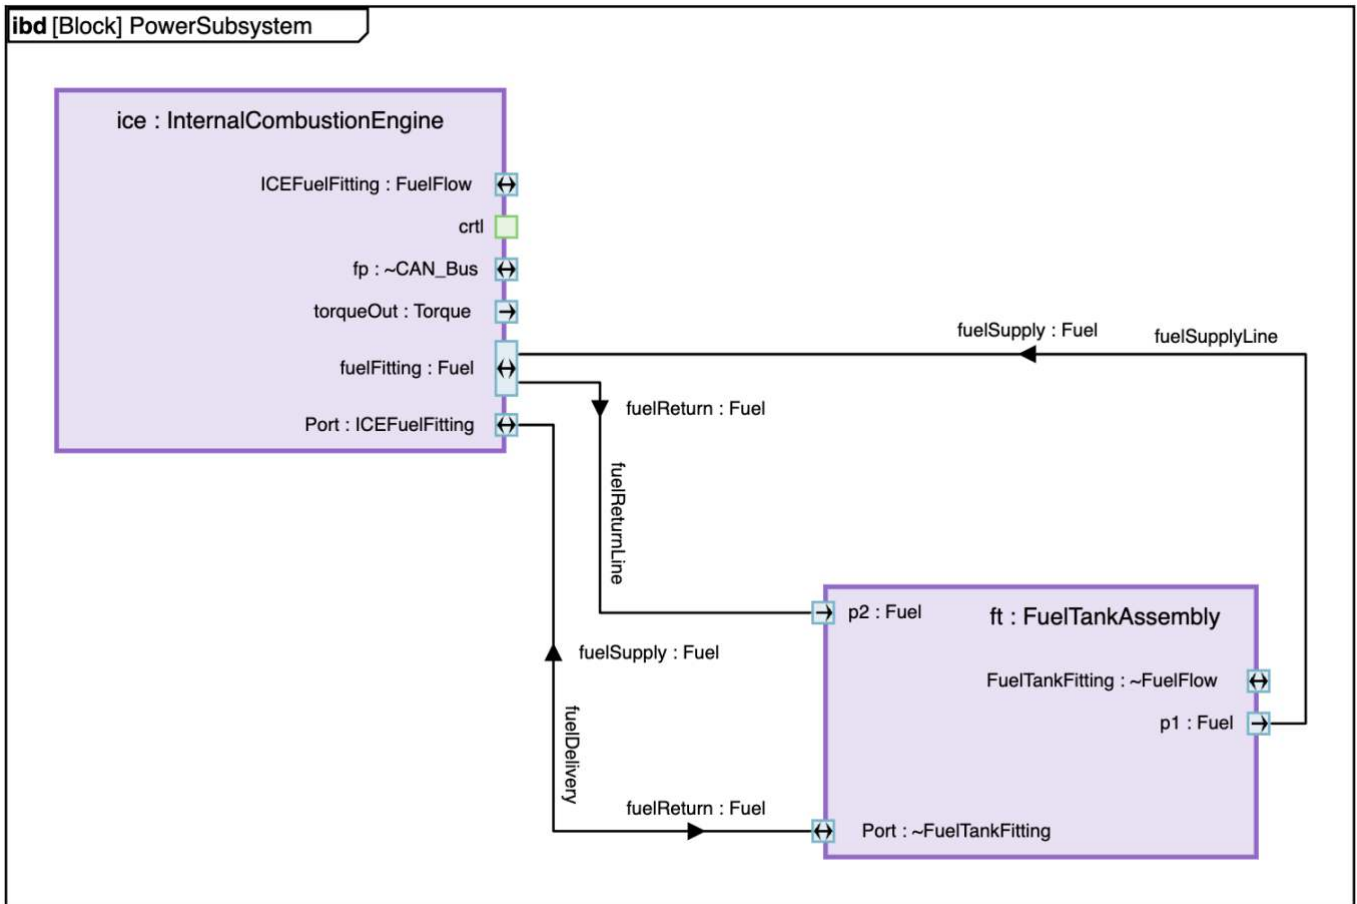 ibd [Block] PowerSubsystem
ice : InternalCombustionEngine
ICEFuelFitting : FuelFlow
crtl
fp : ~CAN_Bus
torqueOut : Torque
fuelSupply : Fuel
fuelSupplyLine
fuelFitting : Fuel
fuelReturn : Fuel
Port : ICEFuelFitting
fuelReturnLine
p2 : Fuel
ft : FuelTankAssembly
fuelSupply : Fuel
FuelTankFitting : ~FuelFlow
p1 : Fuel
fuelDelivery
fuelReturn : Fuel
Port : ~FuelTankFitting